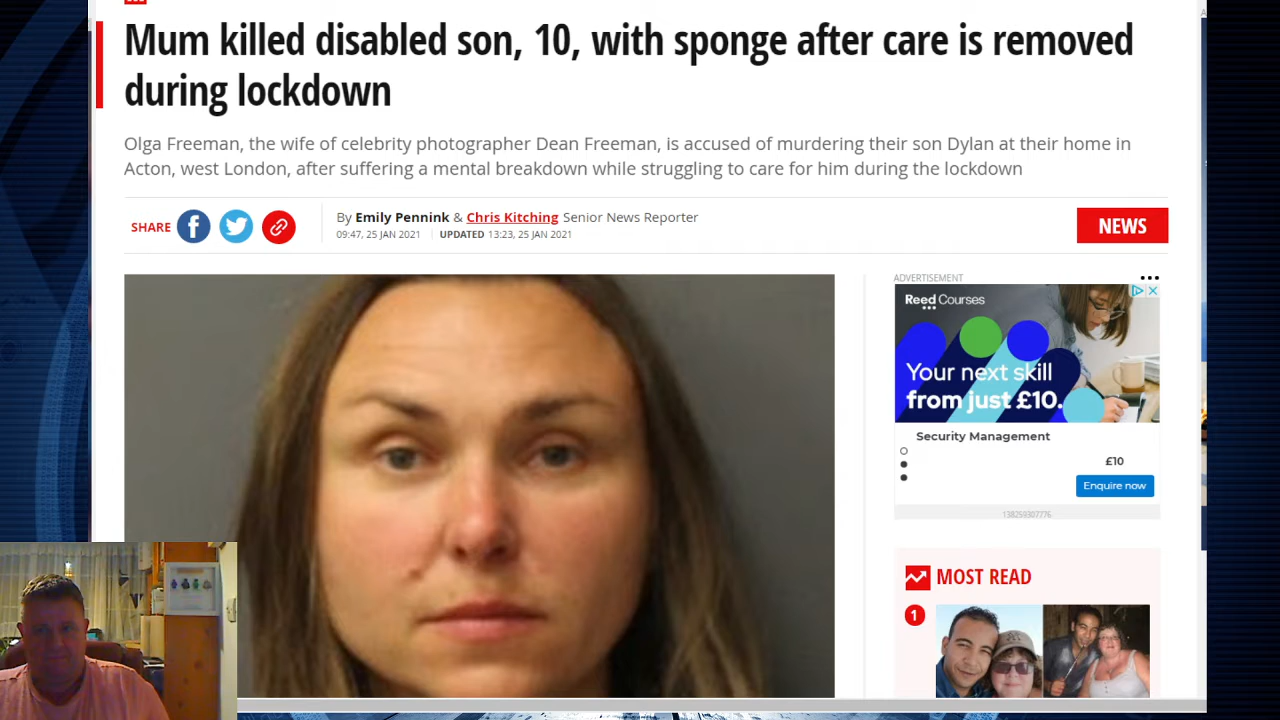 Mum killed disabled son, 10, with sponge after care is removed
during lockdown
Olga Freeman, the wife of celebrity photographer Dean Freeman, is accused of murdering their son Dylan at their home in
Acton, west London, after suffering a mental breakdown while struggling to care for him during the lockdown
SHARE
By Emily Pennink & Chris Kitching Senior News Reporter
09:47, 25 JAN 2021 UPDATED 13:23, 25 JAN 2021
NEWS
ADVERTISEMENT
Reed Courses
Your next skill
from just £10.
Security Management
£10
Enquire now
138259307776
MOST READ
1